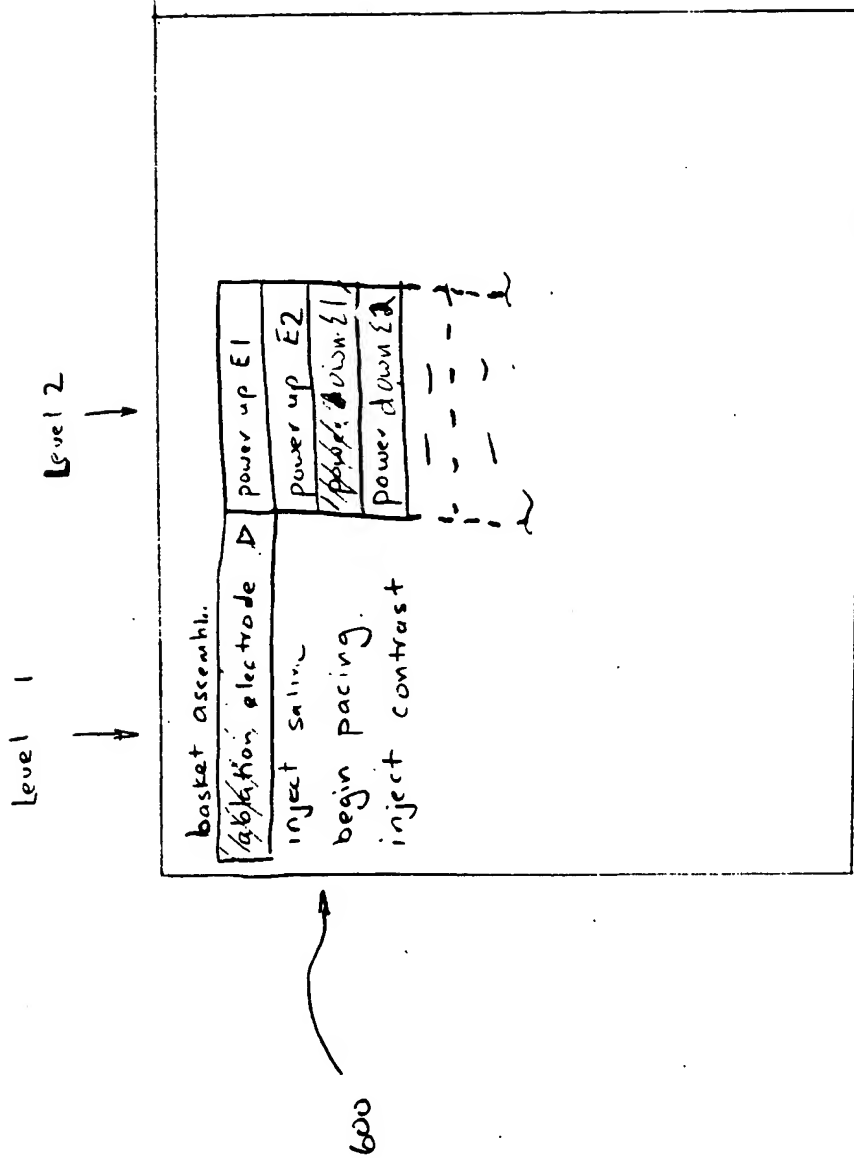 Level 1
Level 2
basket assembl..
ablation electrode ▷
inject saline
begin pacing.
inject contrast
power up E1
power up E2
power down E1
power down E2
600